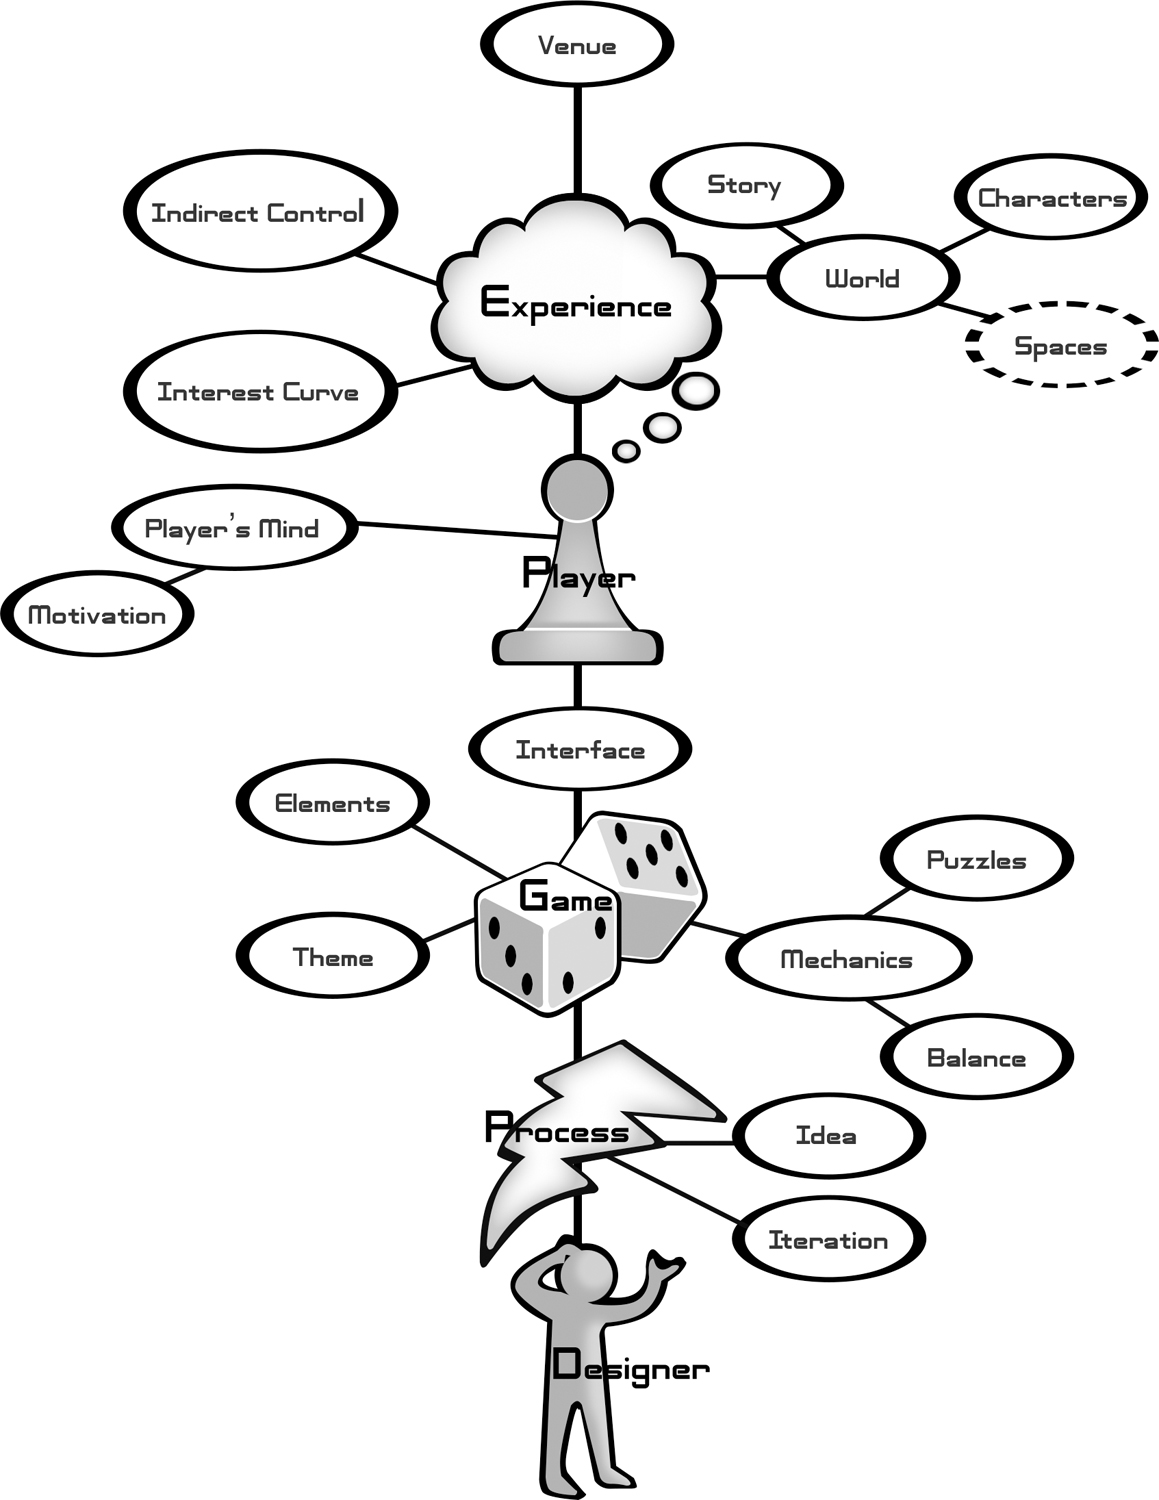 Venue
Story
Characters
Indirect Control
World
Experience
Spaces
Interest Curve
Player's Mind
Player
Motivation
Interface
Elements
Puzzles
Game
Theme
Mechanics
Balance
Process
Idea
Iteration
Designer